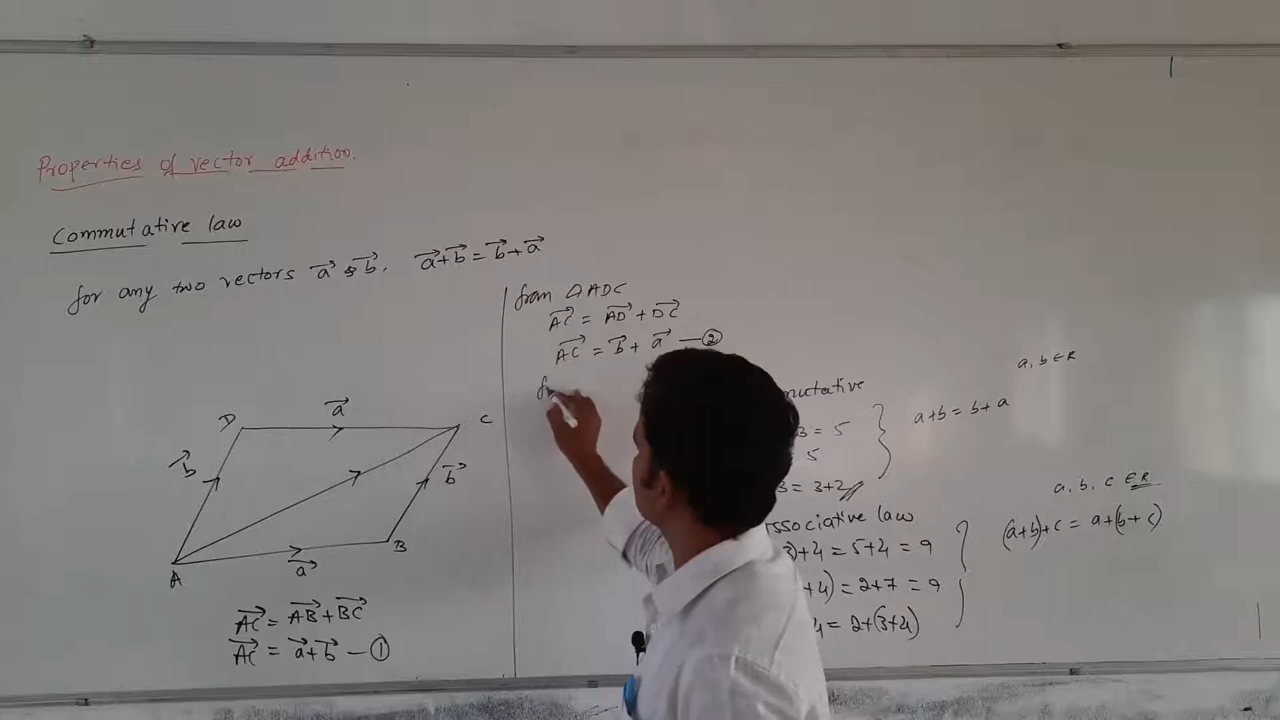 Properties of vector addition.
Commutative law
for any two vectors a⃗ & b⃗, a⃗+b⃗ = b⃗+a⃗
D
a⃗
C
b⃗
b⃗
A
a⃗
B
AC⃗ = AB⃗ + BC⃗
AC⃗ = a⃗+b⃗ — ①
from △ADC
AC⃗ = AD⃗ + DC⃗
AC⃗ = b⃗ + a⃗ — ②
mutative
a, b ∈ R
3 = 5
5
3 = 3+2
a+b = b+a
ssociative law
a, b, c ∈ R
)+4 = 5+4 = 9
+4) = 2+7 = 9
4 = 2+(3+4)
(a+b)+c = a+(b+c)